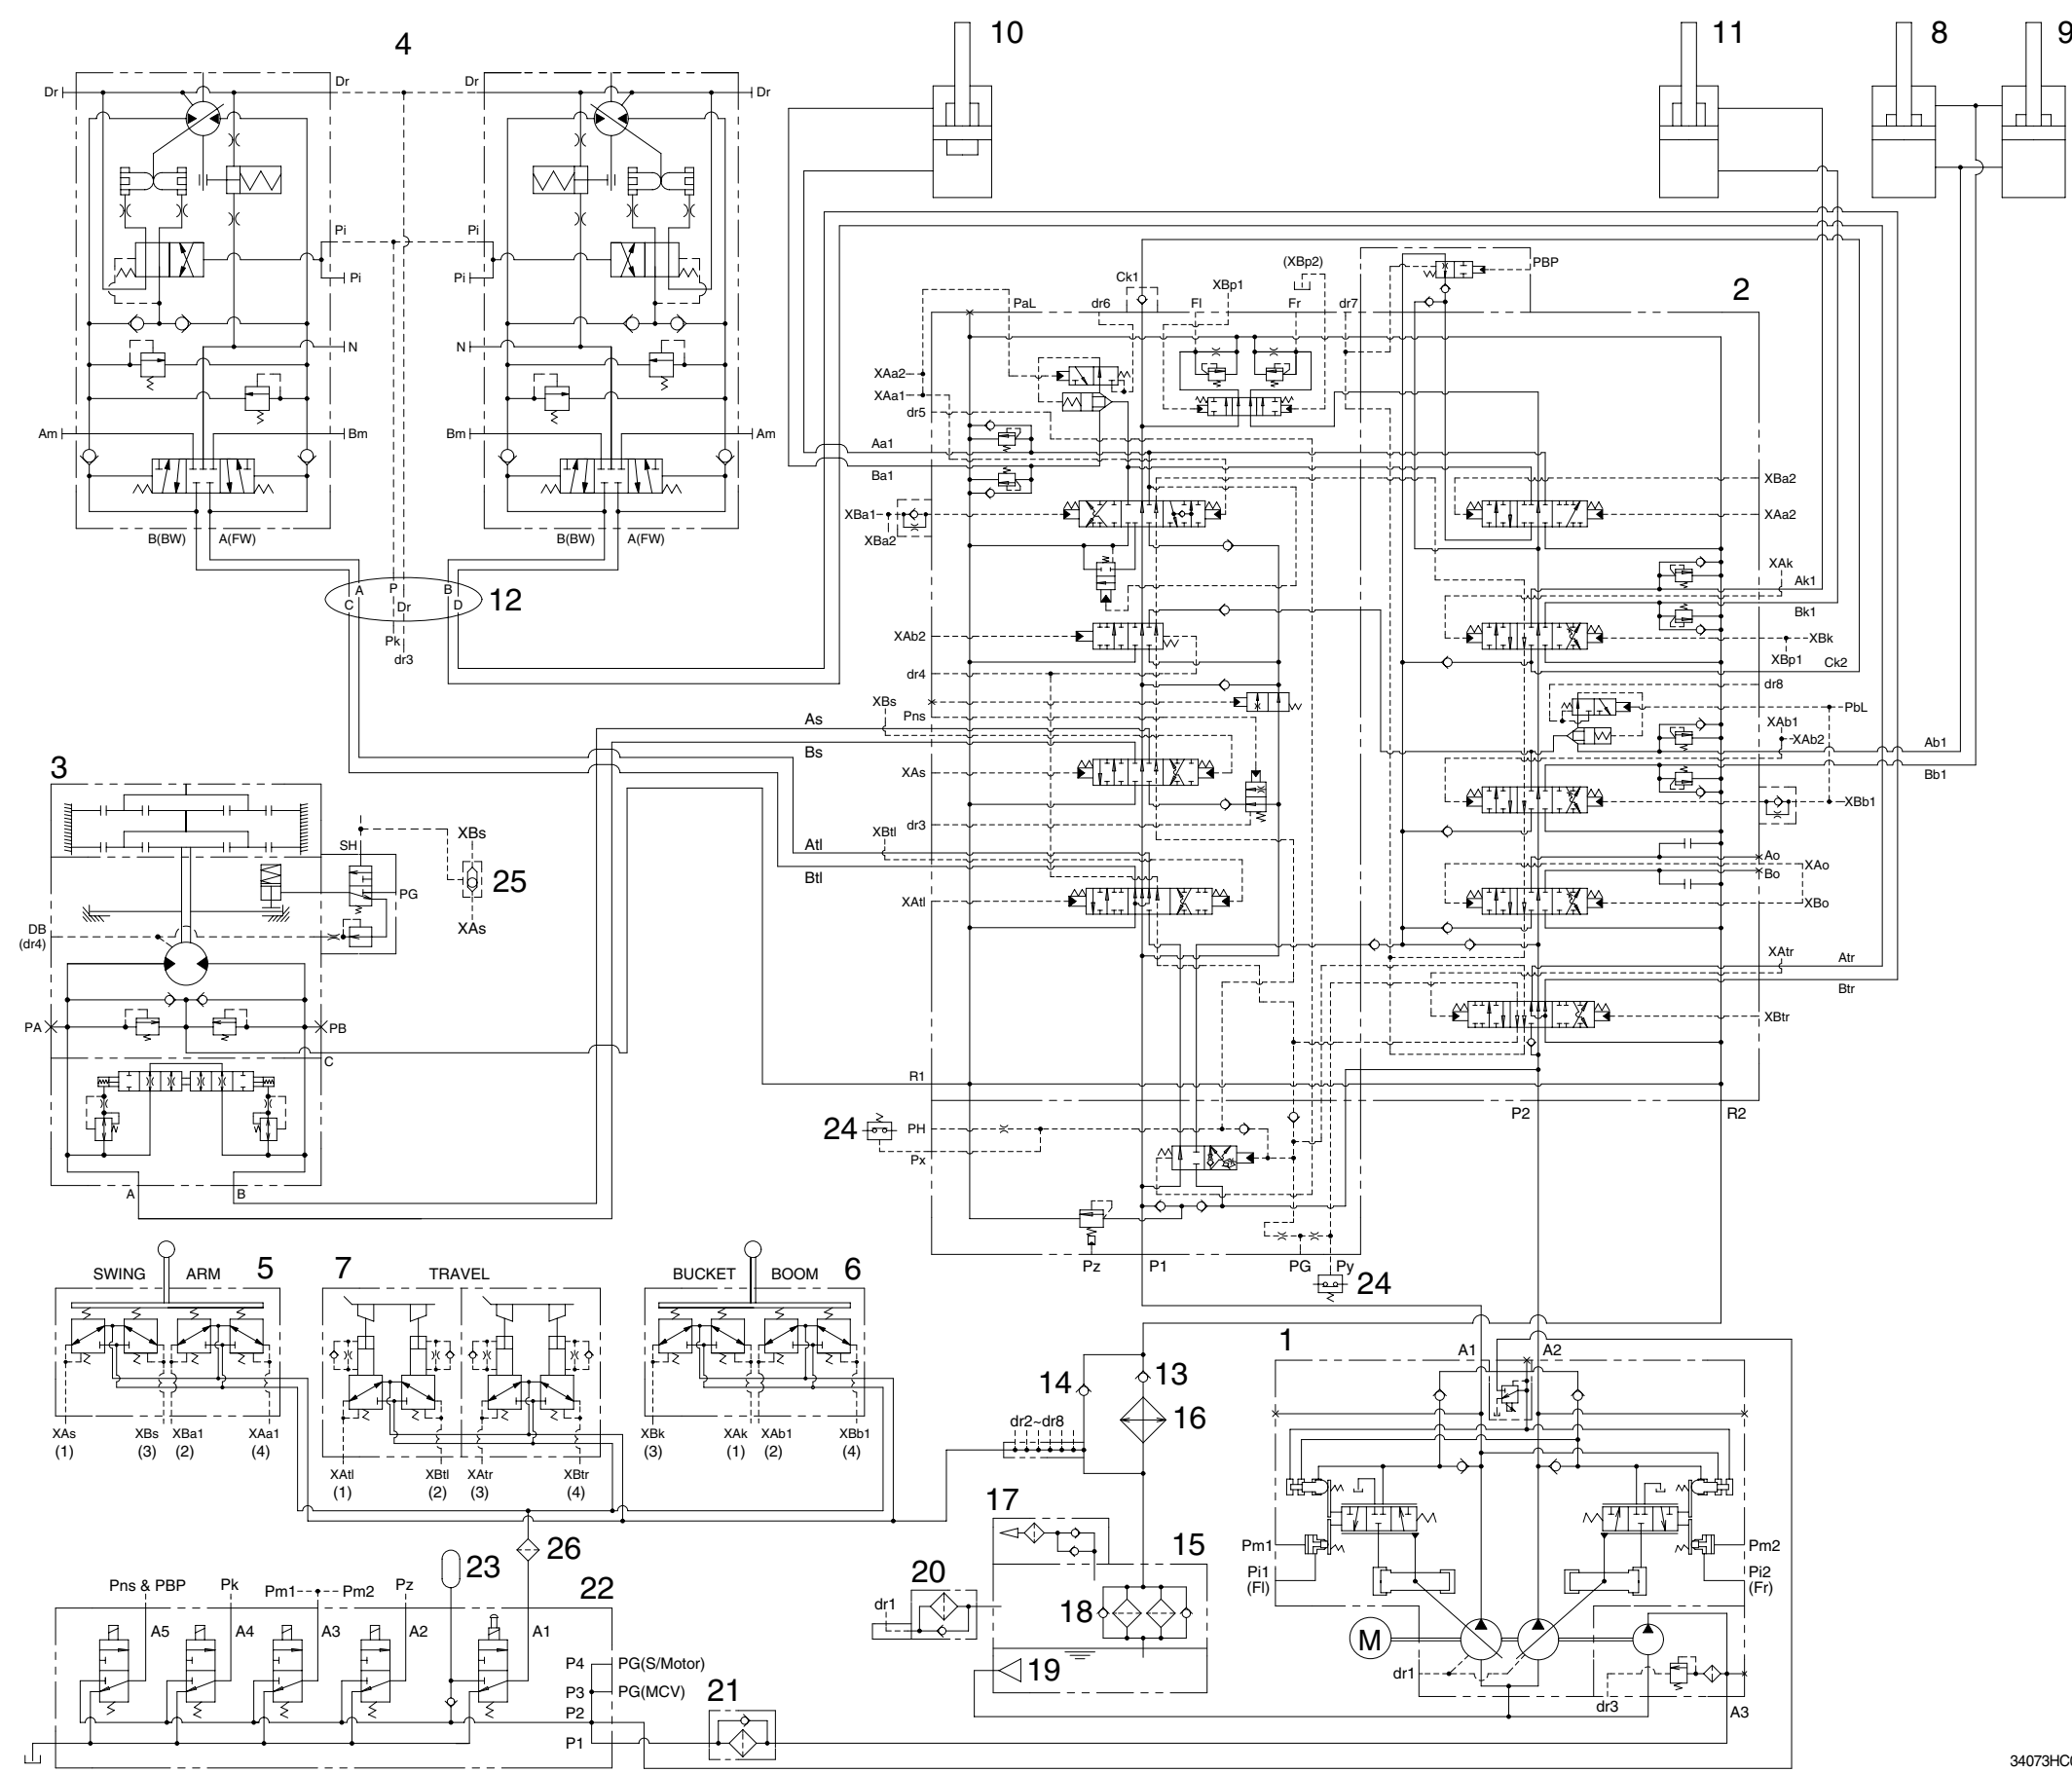 4
10
11
8
9
Dr
Dr
Dr
Dr
Pi
Pi
Pi
Pi
N
N
Am
Bm
Bm
Am
B(BW)
A(FW)
B(BW)
A(FW)
A
C
P
Dr
B
D
12
Pk
dr3
2
PBP
(XBp2)
Ck1
XBp1
PaL
dr6
Fl
Fr
dr7
XAa2
XAa1
dr5
Aa1
Ba1
XBa1
XBa2
XAb2
dr4
XBs
Pns
As
Bs
XAs
dr3
XBtl
Atl
Btl
XAtl
XBa2
XAa2
XAk
Ak1
Bk1
XBk
XBp1
Ck2
dr8
PbL
XAb1
XAb2
Ab1
Bb1
XBb1
Ao
XAo
Bo
XBo
XAtr
Atr
Btr
XBtr
R1
P2
R2
24
PH
Px
Pz
P1
PG
Py
24
3
SH
PG
XBs
25
XAs
DB
(dr4)
PA
PB
C
A
B
SWING
ARM
5
7
TRAVEL
BUCKET
BOOM
6
XAs
(1)
XBs
(3)
XBa1
(2)
XAa1
(4)
XAtl
(1)
XBtl
(2)
XAtr
(3)
XBtr
(4)
XBk
(3)
XAk
(1)
XAb1
(2)
XBb1
(4)
14
13
16
dr2~dr8
17
15
20
dr1
18
19
1
A1
A2
Pm1
Pi1
(Fl)
Pm2
Pi2
(Fr)
M
dr1
dr3
A3
26
23
22
Pns & PBP
Pk
Pm1
Pm2
Pz
A5
A4
A3
A2
A1
P4
PG(S/Motor)
P3
PG(MCV)
P2
P1
21